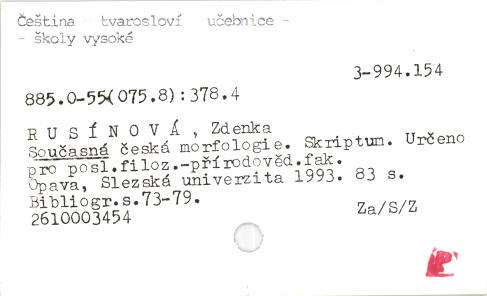 Čeština tvarosloví učebnice -
- školy vysoké
3-994.154
885.0-55(075.8):378.4
R U S Í N O V Á , Zdenka
Současná česká morfologie. Skriptum. Určeno
pro posl.filoz.-přírodověd.fak.
Opava, Slezská univerzita 1993. 83 s.
Bibliogr.s.73-79.
2610003454
Za/S/Z